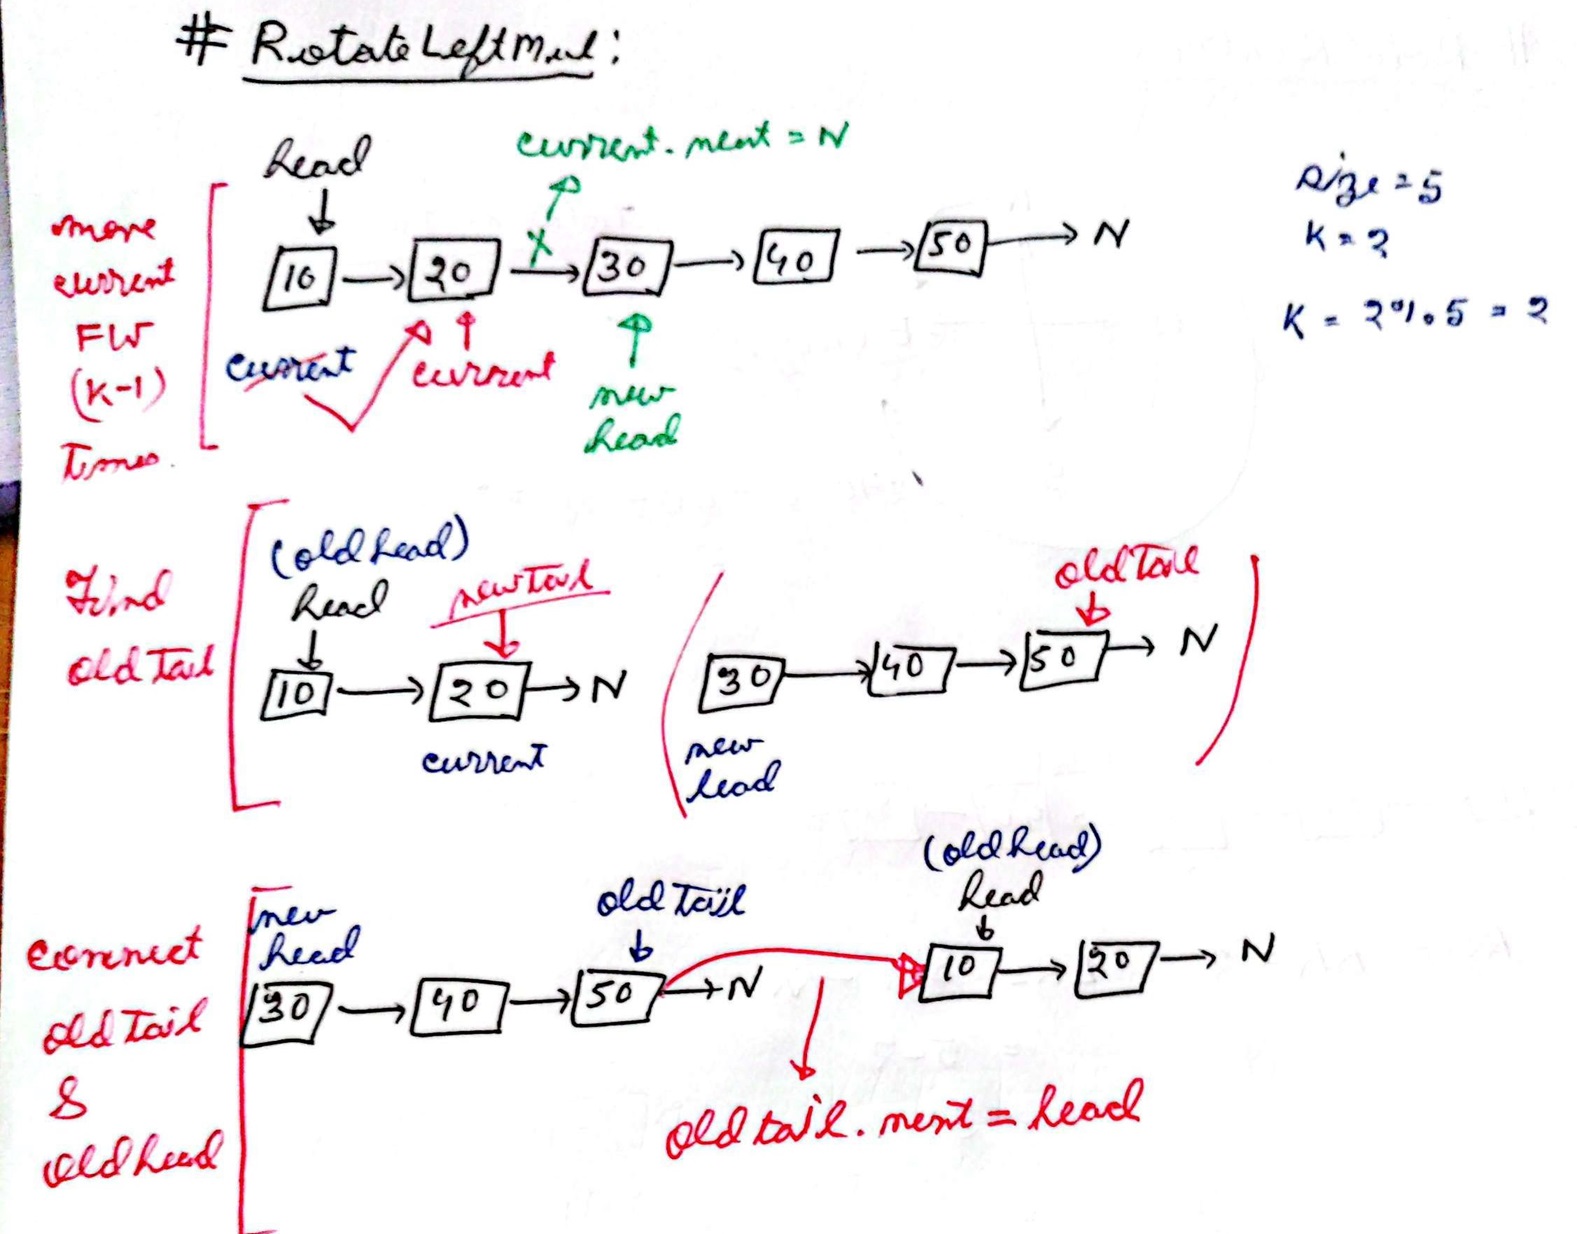 # RotateLeftMul:
head
current.next = N
size = 5
K = 2
K = 2 % 5 = 2
move
current
FW
(K-1)
Times.
10
20
X
30
40
50
N
current
current
new
head
Find
old Tail
(old head)
head
new Tail
old Tail
10
20
N
30
40
50
N
current
new
head
connect
old Tail
&
old head
new
head
old Tail
(old head)
head
30
40
50
N
10
20
N
old tail.next = head